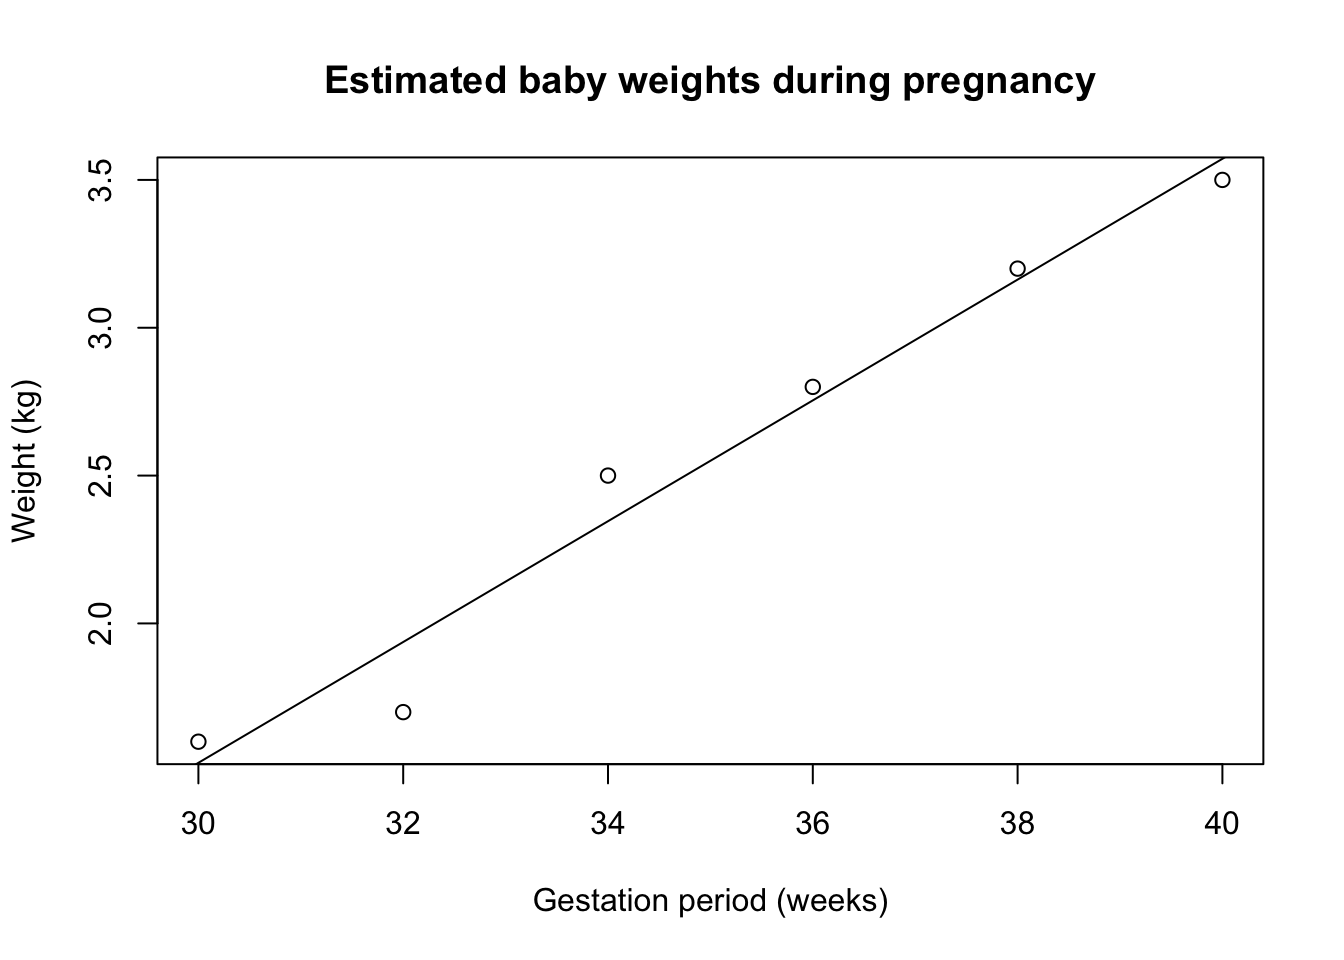 Estimated baby weights during pregnancy
3.5
3.0
2.5
2.0
Weight (kg)
30 32 34 36 38 40
Gestation period (weeks)